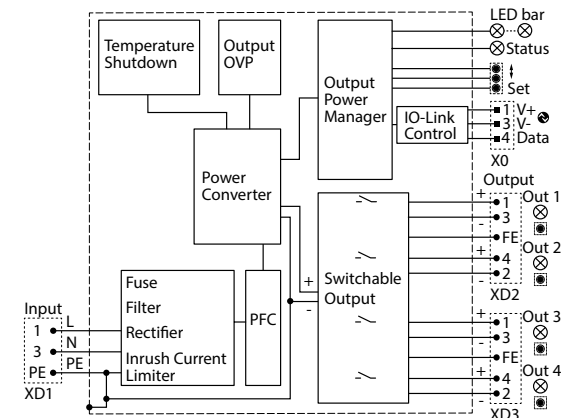 LED bar
Status
Set
Temperature
Shutdown
Output
OVP
Output
Power
Manager
IO-Link
Control
1 V+
3 V-
4 Data
X0
Power
Converter
Output
+ 1 Out 1
- 3
FE
+ 4 Out 2
- 2
XD2
+
-
Switchable
Output
Fuse
Filter
Rectifier
Inrush Current
Limiter
PFC
Input
1 L
3 N
PE PE
XD1
+ 1 Out 3
- 3
FE
+ 4 Out 4
- 2
XD3